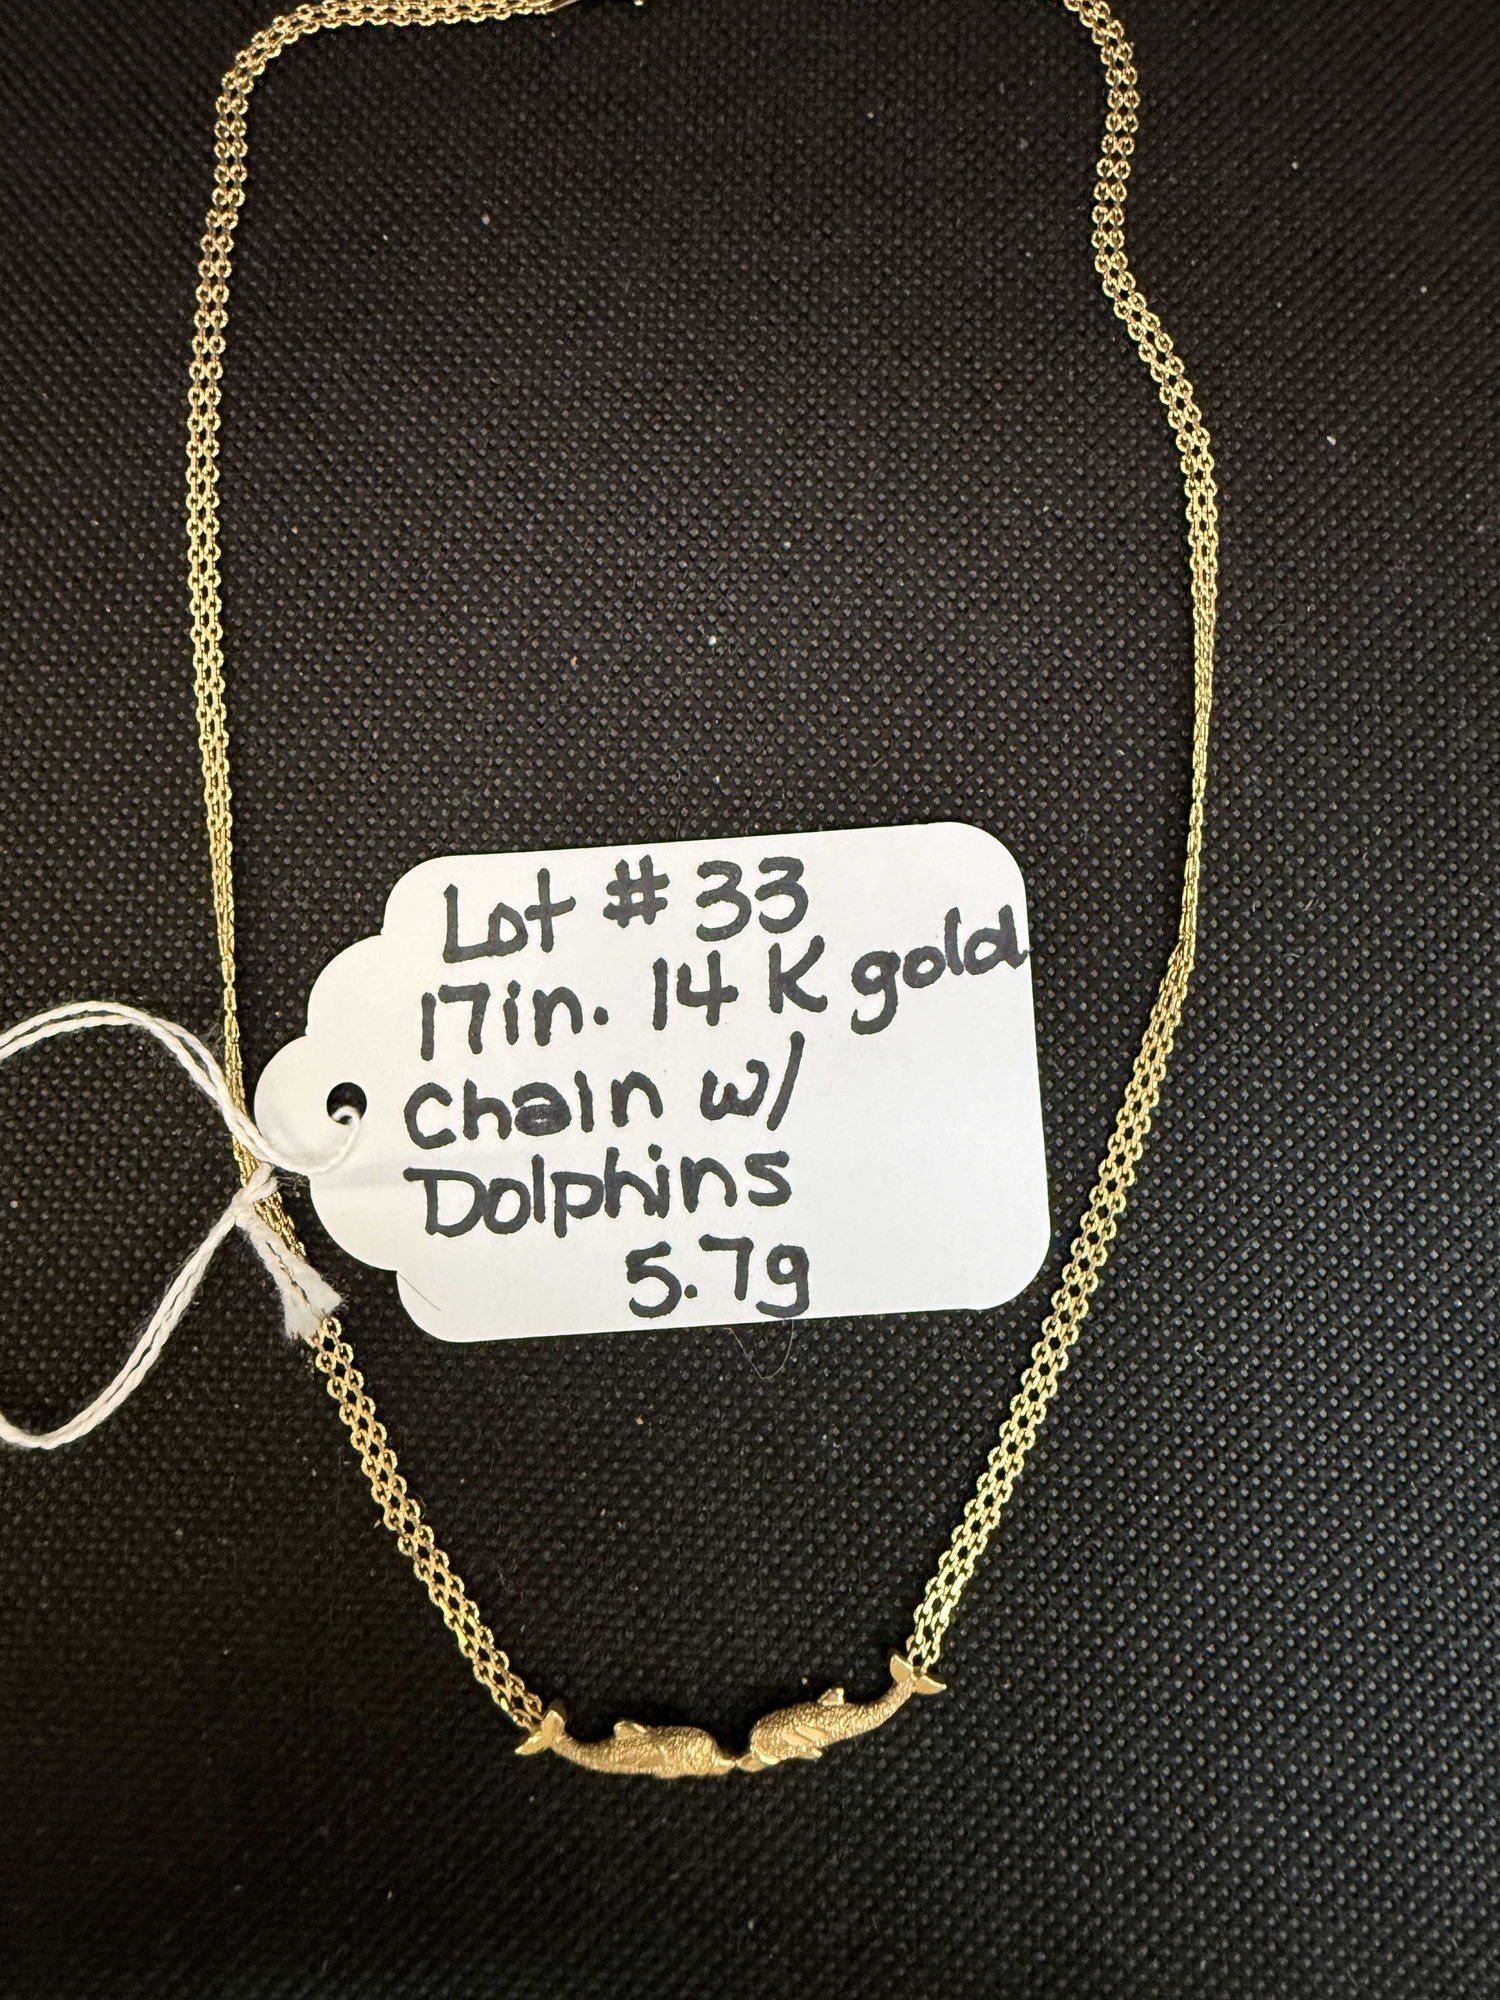 Lot # 33
17in. 14 K gold
chain w/
Dolphins
5.7g